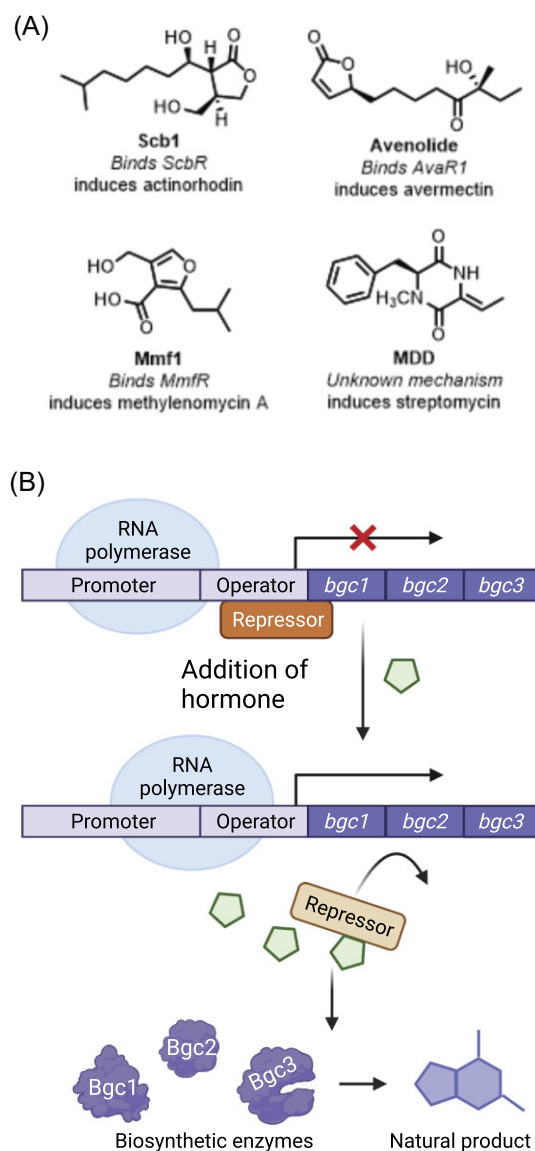 (A)
HO
H
O
O
HO
H
Scb1
Binds ScbR
induces actinorhodin
O
O
HO
O
Avenolide
Binds AvaR1
induces avermectin
HO
O
HO
O
Mmf1
Binds MmfR
induces methylenomycin A
O
NH
H₃C
N
O
MDD
Unknown mechanism
induces streptomycin
(B)
RNA
polymerase
Promoter
Operator
bgc1
bgc2
bgc3
Repressor
Addition of
hormone
RNA
polymerase
Promoter
Operator
bgc1
bgc2
bgc3
Repressor
Bgc1
Bgc2
Bgc3
Biosynthetic enzymes
Natural product